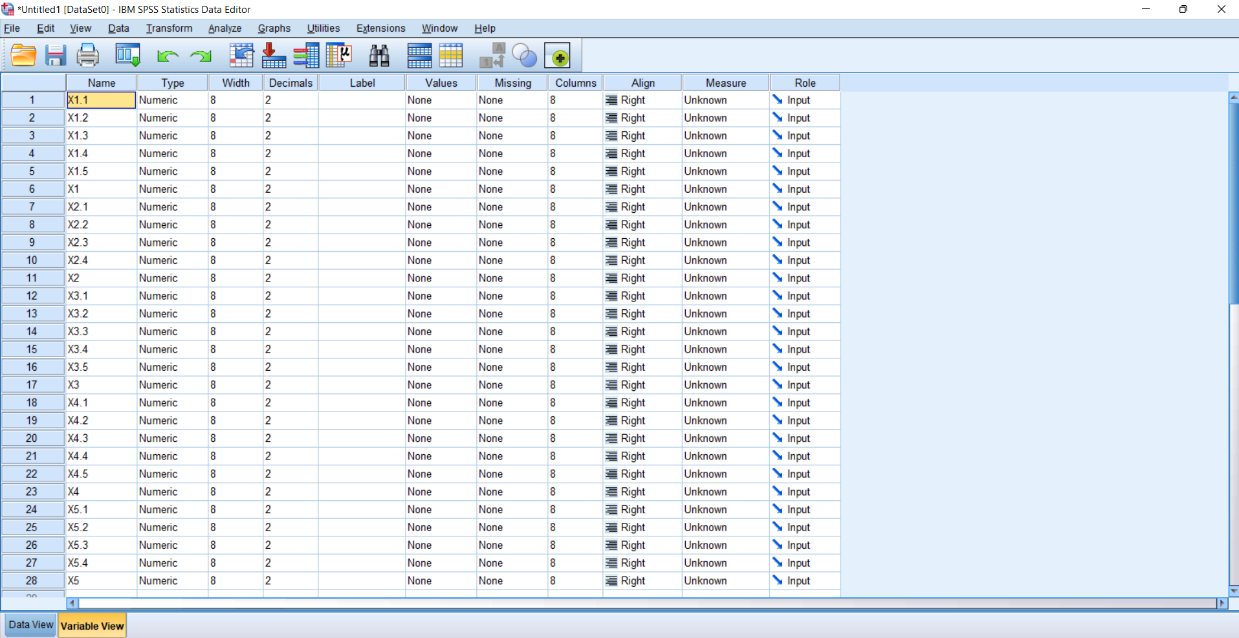 *Untitled1 [DataSet0] - IBM SPSS Statistics Data Editor
File Edit View Data Transform Analyze Graphs Utilities Extensions Window Help
Name Type Width Decimals Label Values Missing Columns Align Measure Role
1 X1.1 Numeric 8 2 None None 8 Right Unknown Input
2 X1.2 Numeric 8 2 None None 8 Right Unknown Input
3 X1.3 Numeric 8 2 None None 8 Right Unknown Input
4 X1.4 Numeric 8 2 None None 8 Right Unknown Input
5 X1.5 Numeric 8 2 None None 8 Right Unknown Input
6 X1 Numeric 8 2 None None 8 Right Unknown Input
7 X2.1 Numeric 8 2 None None 8 Right Unknown Input
8 X2.2 Numeric 8 2 None None 8 Right Unknown Input
9 X2.3 Numeric 8 2 None None 8 Right Unknown Input
10 X2.4 Numeric 8 2 None None 8 Right Unknown Input
11 X2 Numeric 8 2 None None 8 Right Unknown Input
12 X3.1 Numeric 8 2 None None 8 Right Unknown Input
13 X3.2 Numeric 8 2 None None 8 Right Unknown Input
14 X3.3 Numeric 8 2 None None 8 Right Unknown Input
15 X3.4 Numeric 8 2 None None 8 Right Unknown Input
16 X3.5 Numeric 8 2 None None 8 Right Unknown Input
17 X3 Numeric 8 2 None None 8 Right Unknown Input
18 X4.1 Numeric 8 2 None None 8 Right Unknown Input
19 X4.2 Numeric 8 2 None None 8 Right Unknown Input
20 X4.3 Numeric 8 2 None None 8 Right Unknown Input
21 X4.4 Numeric 8 2 None None 8 Right Unknown Input
22 X4.5 Numeric 8 2 None None 8 Right Unknown Input
23 X4 Numeric 8 2 None None 8 Right Unknown Input
24 X5.1 Numeric 8 2 None None 8 Right Unknown Input
25 X5.2 Numeric 8 2 None None 8 Right Unknown Input
26 X5.3 Numeric 8 2 None None 8 Right Unknown Input
27 X5.4 Numeric 8 2 None None 8 Right Unknown Input
28 X5 Numeric 8 2 None None 8 Right Unknown Input
Data View Variable View